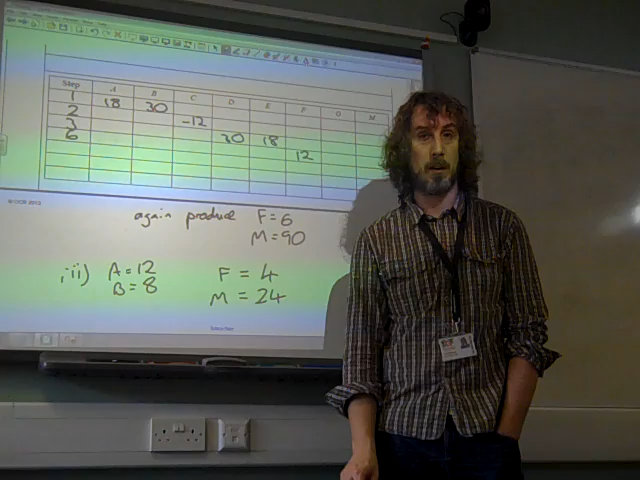 Step A B C D E F G M
1 18 30
2
3 -12
6 30 18
12
again produce F=6
M=90
iii) A=12 F=4
B=8 M=24